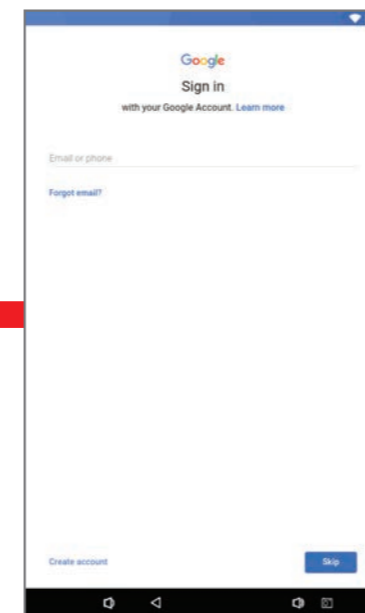 Google
Sign in
with your Google Account. Learn more
Email or phone
Forgot email?
Create account
Skip